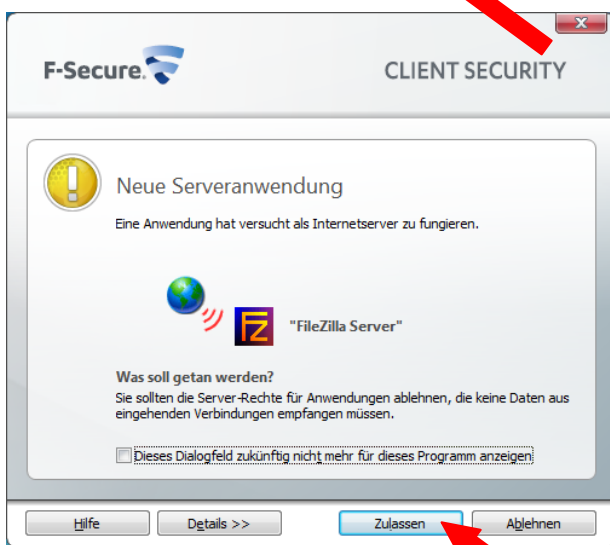 F-Secure.
CLIENT SECURITY
Neue Serveranwendung
Eine Anwendung hat versucht als Internetserver zu fungieren.
"FileZilla Server"
Was soll getan werden?
Sie sollten die Server-Rechte für Anwendungen ablehnen, die keine Daten aus
eingehenden Verbindungen empfangen müssen.
Dieses Dialogfeld zukünftig nicht mehr für dieses Programm anzeigen
Hilfe Details >> Zulassen Ablehnen